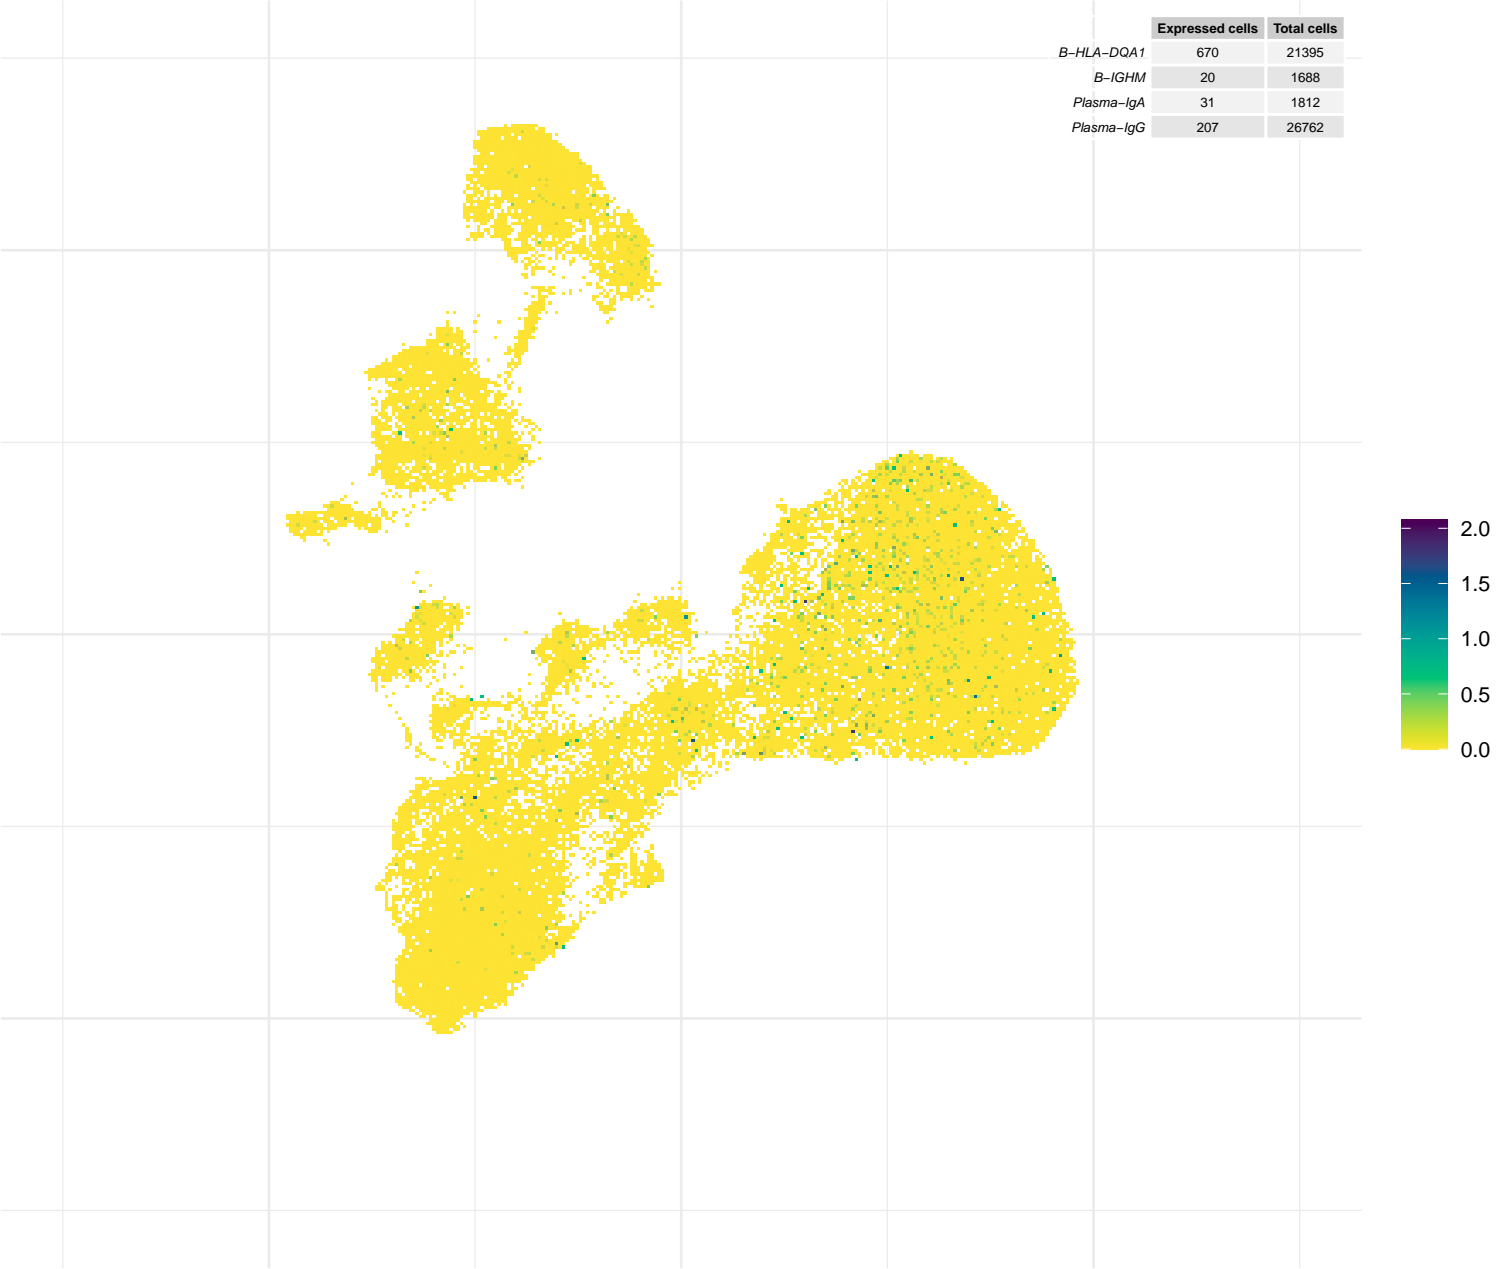 Expressed cells Total cells
B−HLA−DQA1 670 21395
B−IGHM 20 1688
Plasma−IgA 31 1812
Plasma−IgG 207 26762
2.0
1.5
1.0
0.5
0.0